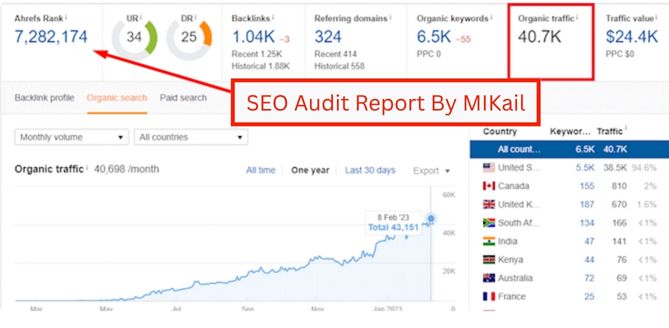 Ahrefs Rank UR DR Backlinks Referring domains Organic keywords Organic traffic Traffic value
7,282,174 34 25 1.04K -3 324 6.5K -55 40.7K $24.4K
Recent 1.25K Recent 414 PPC 0 PPC $0
Historical 1.88K Historical 558
Backlink profile Organic search Paid search
SEO Audit Report By MIKail
Monthly volume All countries
Organic traffic 40,698 /month All time One year Last 30 days Export
60K
8 Feb '23
Total 43,151
40K
20K
0
Mar May Jul Sep Nov Jan 2023
Country Keywor... Traffic
All count... 6.5K 40.7K
United S... 5.5K 38.5K 94.6%
Canada 155 810 2%
United K... 187 670 1.6%
South Af... 134 166 <1%
India 47 141 <1%
Kenya 44 76 <1%
Australia 72 69 <1%
France 25 53 <1%